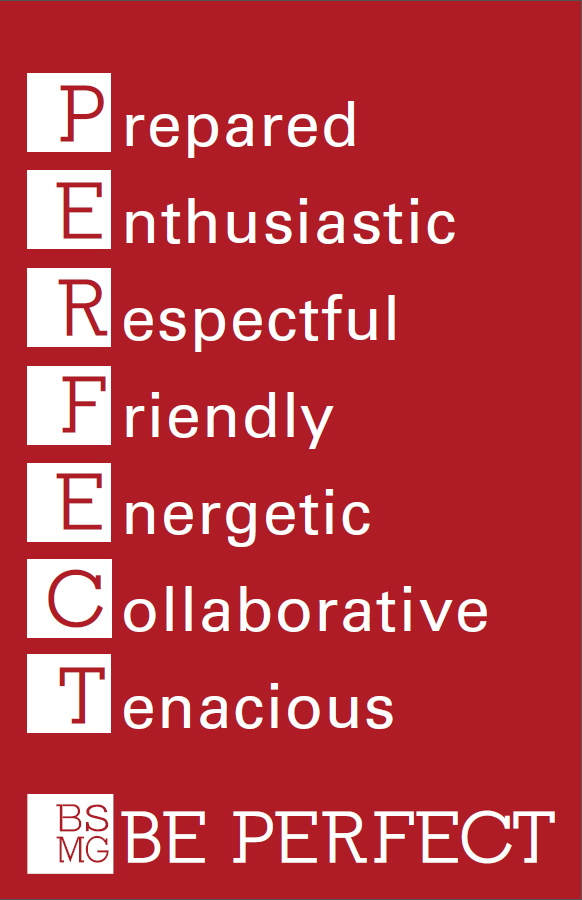 Prepared
Enthusiastic
Respectful
Friendly
Energetic
Collaborative
Tenacious
BS
MG
BE PERFECT